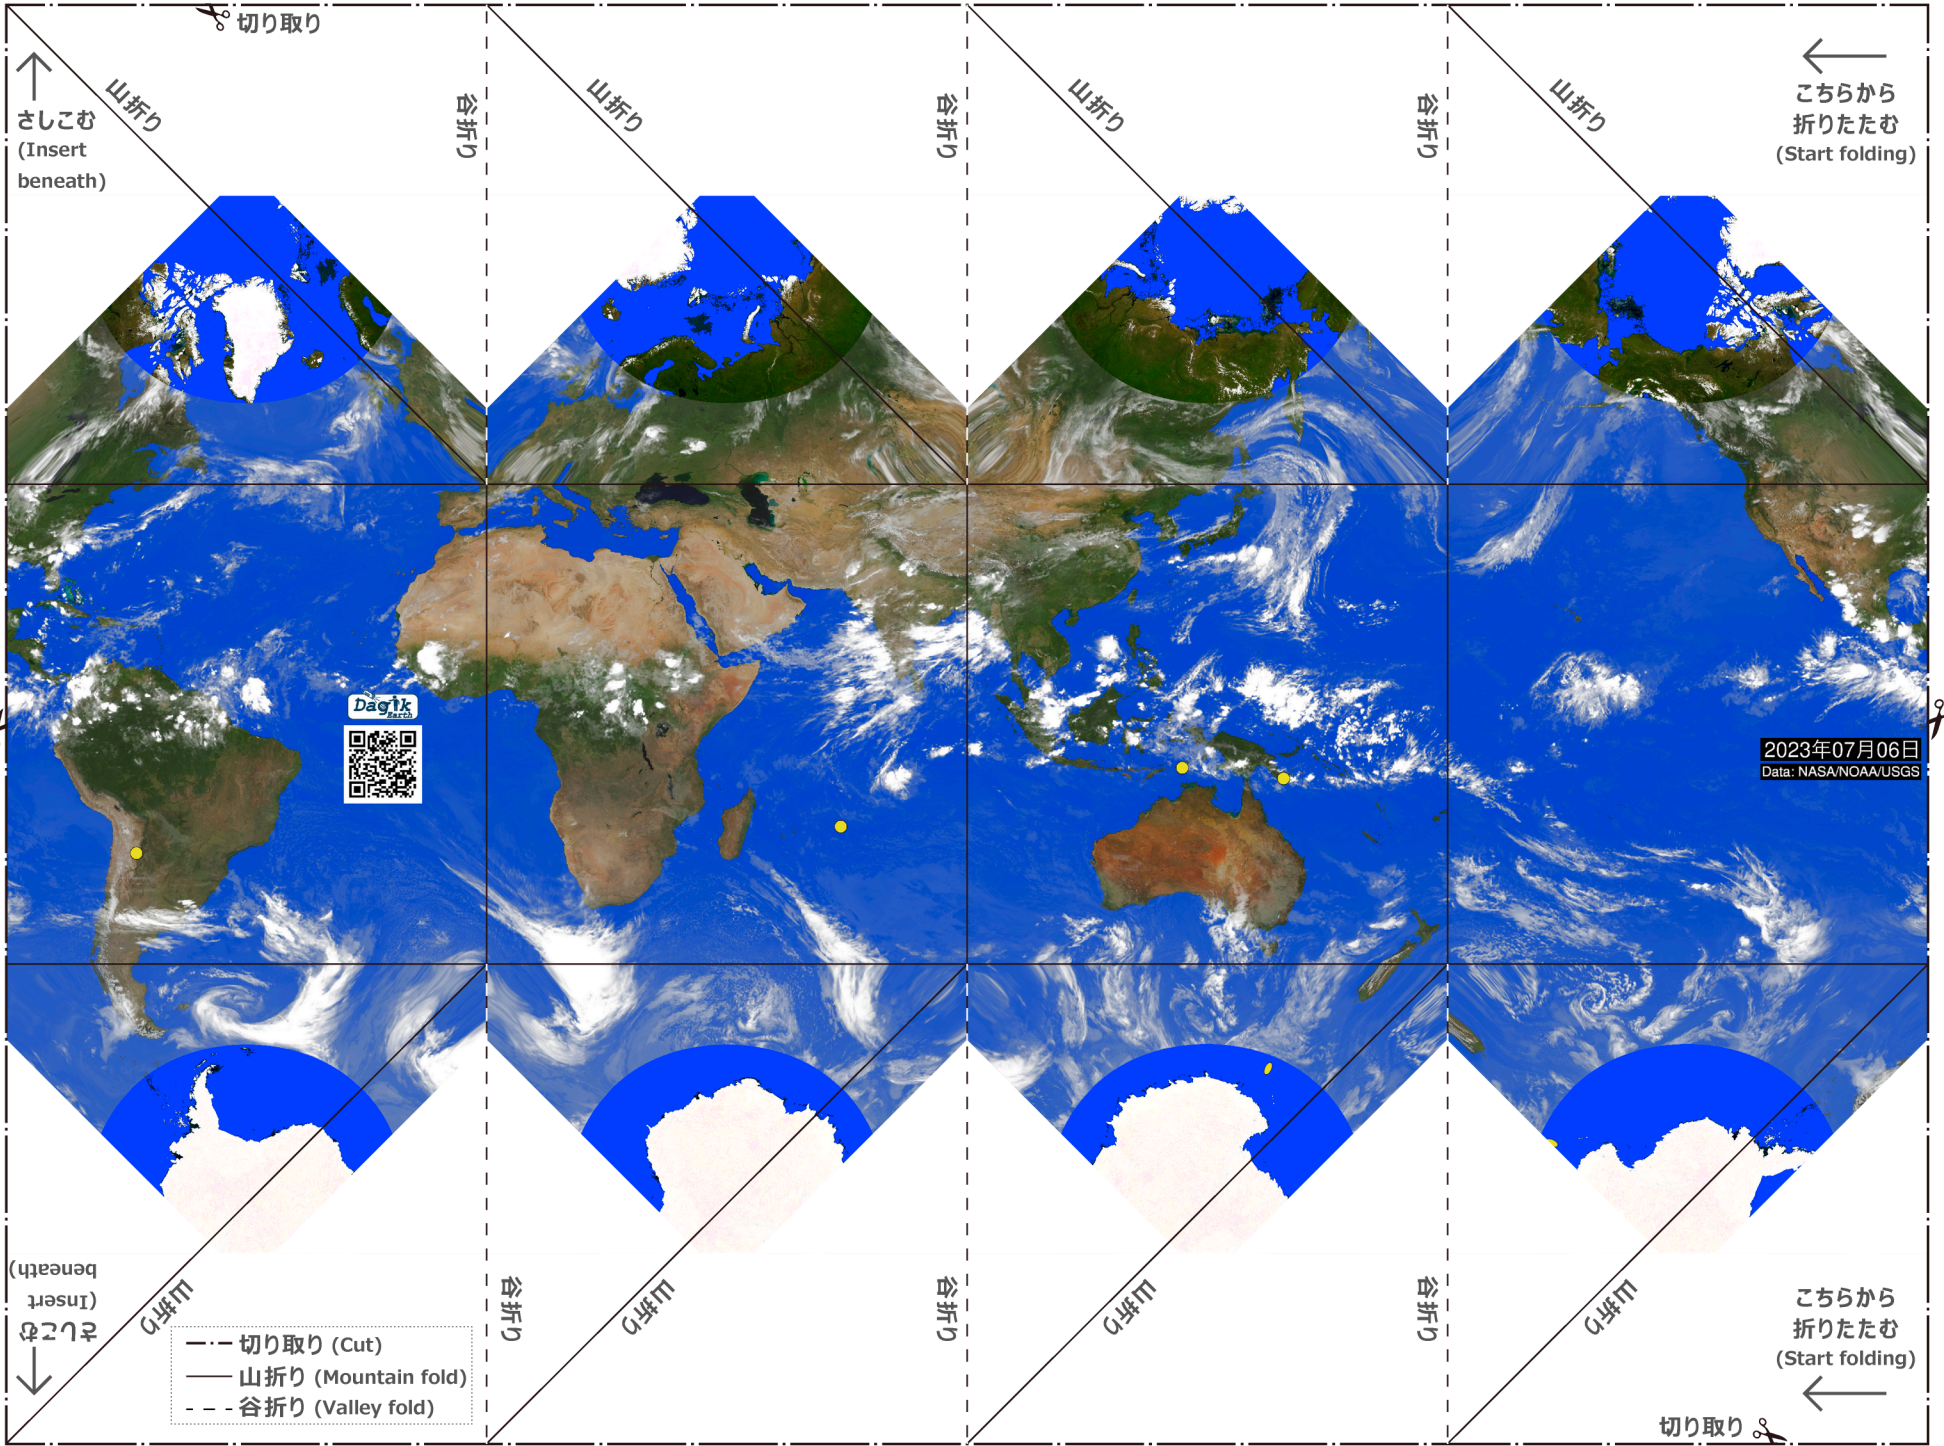 切り取り
山折り
谷折り
山折り
谷折り
山折り
谷折り
山折り
さしこむ
(Insert
beneath)
こちらから
折りたたむ
(Start folding)
Dagik
Earth
2023年07月06日
Data: NASA/NOAA/USGS
さしこむ
(Insert
beneath)
山折り
谷折り
山折り
谷折り
山折り
谷折り
山折り
こちらから
折りたたむ
(Start folding)
切り取り (Cut)
山折り (Mountain fold)
谷折り (Valley fold)
切り取り